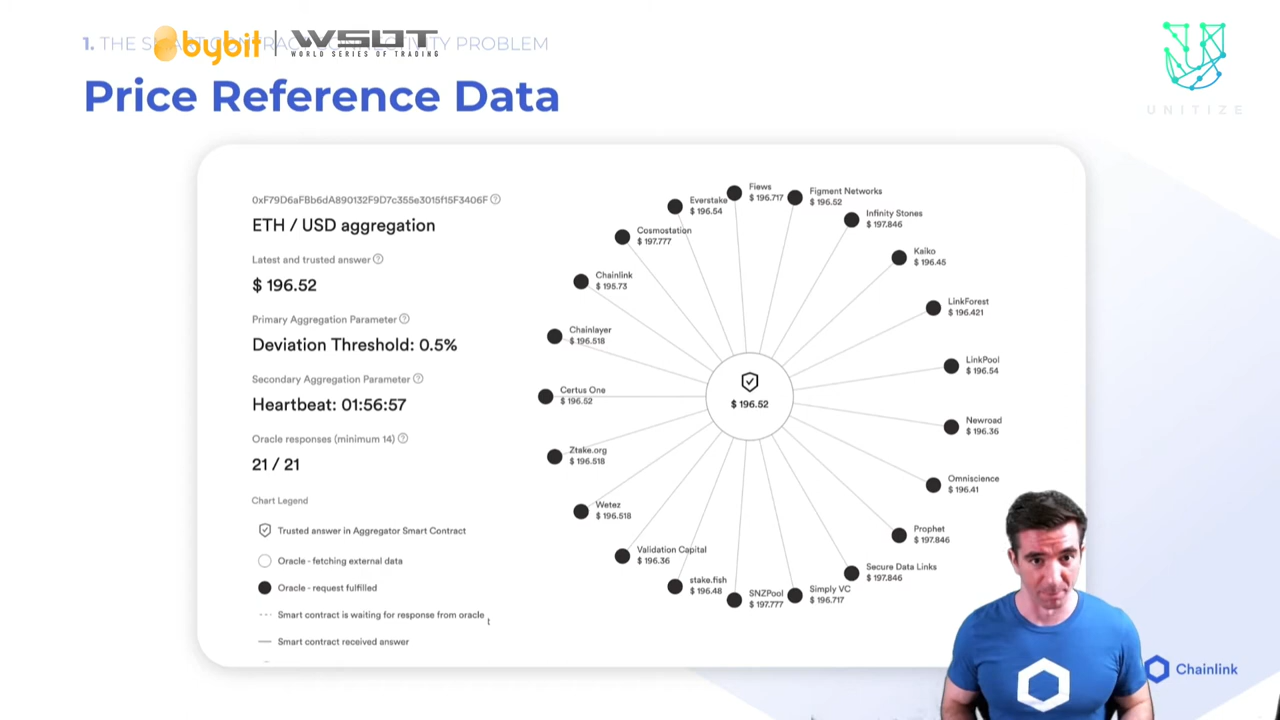 1. THE SMART CONTRACT CONNECTIVITY PROBLEM
bybit | WSOT
WORLD SERIES OF TRADING
UNITIZE
Price Reference Data
0xF79D6aFBb6dA890132F9D7c355e3015f15F3406F
ETH / USD aggregation
Latest and trusted answer
$ 196.52
Primary Aggregation Parameter
Deviation Threshold: 0.5%
Secondary Aggregation Parameter
Heartbeat: 01:56:57
Oracle responses (minimum 14)
21 / 21
Chart Legend
Trusted answer in Aggregator Smart Contract
Oracle - fetching external data
Oracle - request fulfilled
Smart contract is waiting for response from oracle
Smart contract received answer
Fiews
$ 196.717
Figment Networks
$ 196.52
Infinity Stones
$ 197.846
Kaiko
$ 196.45
LinkForest
$ 196.421
LinkPool
$ 196.54
Newroad
$ 196.36
Omniscience
$ 196.41
Prophet
$ 197.846
Secure Data Links
$ 197.846
Simply VC
$ 196.717
SNZPool
$ 197.777
stake.fish
$ 196.48
Validation Capital
$ 196.36
Wetez
$ 196.518
Ztake.org
$ 196.518
Certus One
$ 196.52
Chainlayer
$ 196.518
Chainlink
$ 195.73
Cosmostation
$ 197.777
Everstake
$ 196.54
$ 196.52
Chainlink